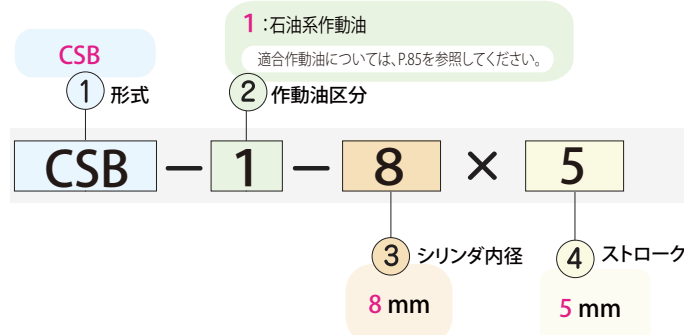 1：石油系作動油
適合作動油については、P.85を参照してください。
CSB
① 形式
② 作動油区分
CSB － 1 － 8 × 5
③ シリンダ内径
④ ストローク
8 mm
5 mm